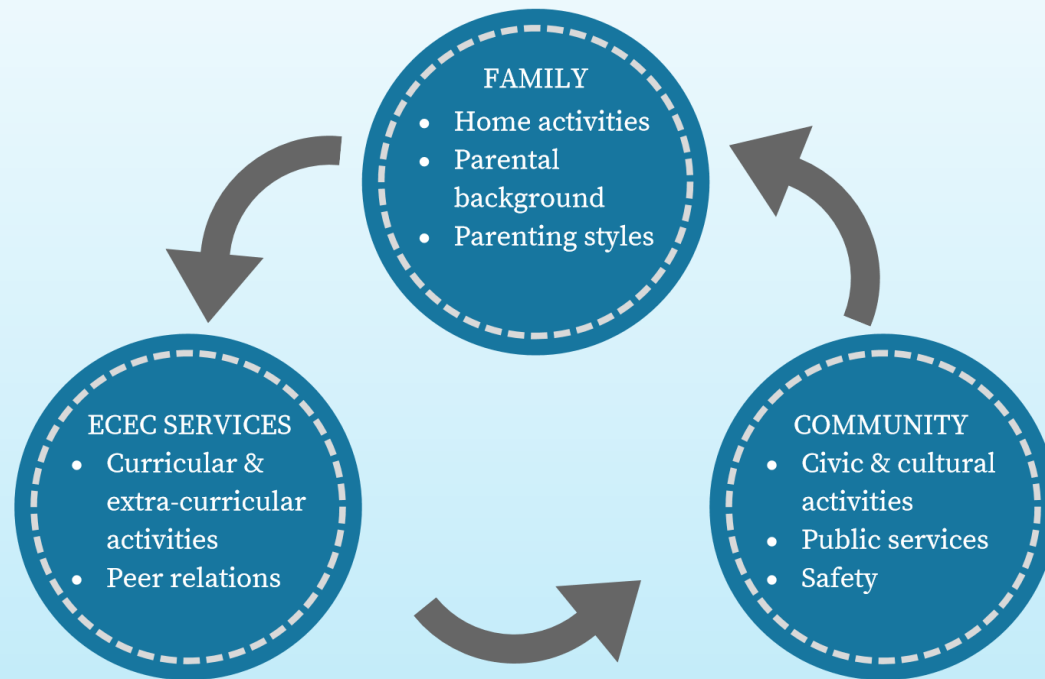 FAMILY
• Home activities
• Parental
background
• Parenting styles
ECEC SERVICES
• Curricular &
extra-curricular
activities
• Peer relations
COMMUNITY
• Civic & cultural
activities
• Public services
• Safety